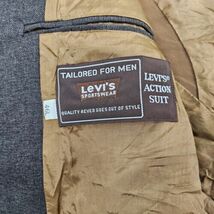 TAILORED FOR MEN
LEVI'S
SPORTSWEAR
QUALITY NEVER GOES OUT OF STYLE
LEVI'S®
ACTION
SUIT